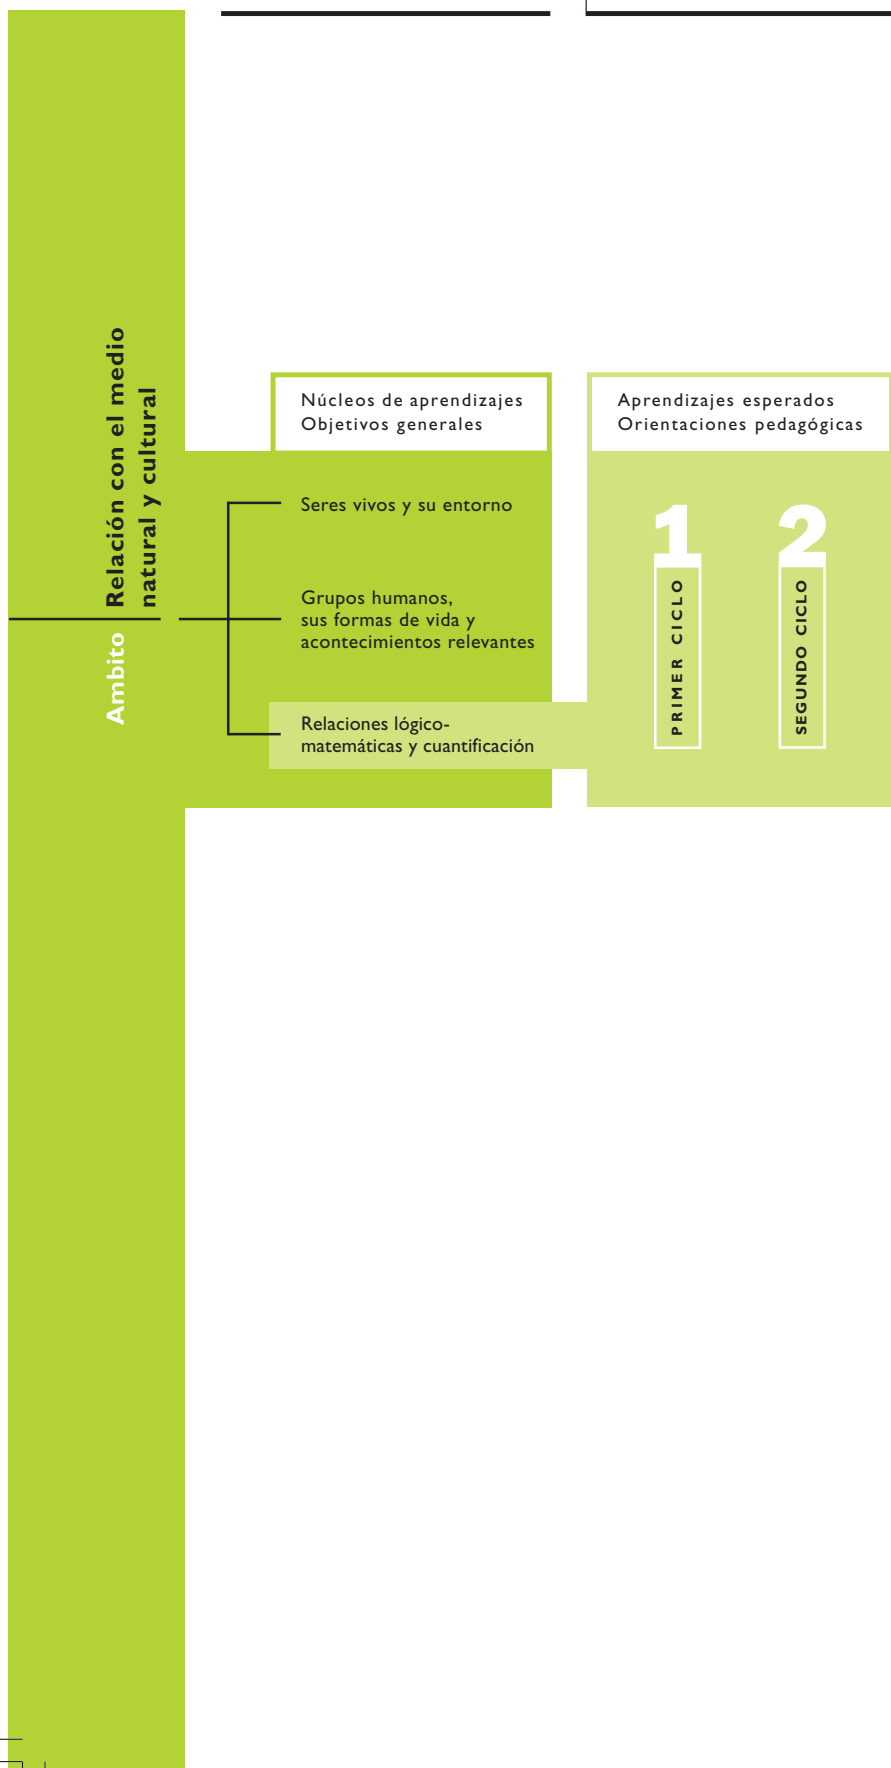 Ambito
Relación con el medio
natural y cultural
Núcleos de aprendizajes
Objetivos generales
Seres vivos y su entorno
Grupos humanos,
sus formas de vida y
acontecimientos relevantes
Relaciones lógico-
matemáticas y cuantificación
Aprendizajes esperados
Orientaciones pedagógicas
1
PRIMER CICLO
2
SEGUNDO CICLO